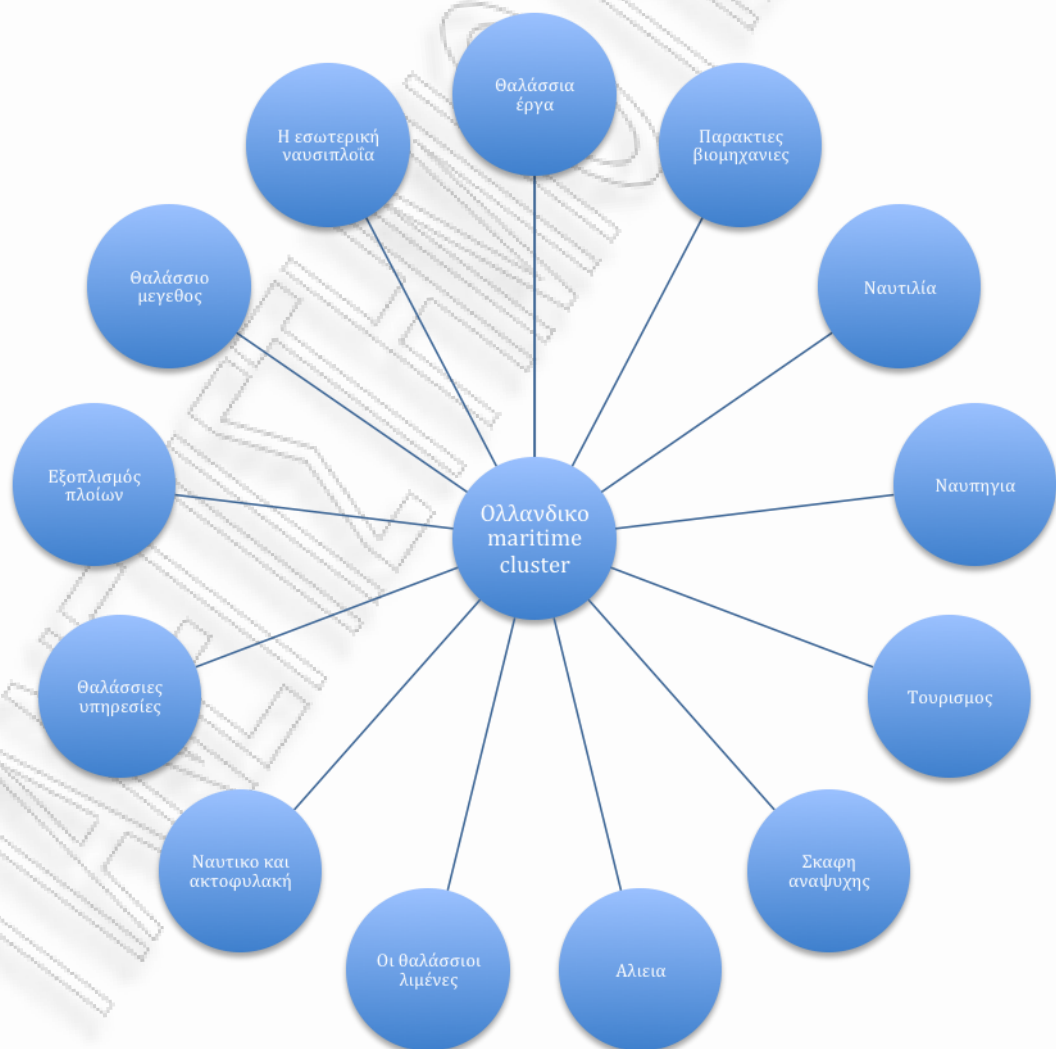 Θαλάσσια
έργα
Παρακτιες
βιομηχανιες
Ναυτιλία
Ναυπηγια
Τουρισμος
Σκαφη
αναψυχης
Αλιεια
Οι θαλάσσιοι
λιμένες
Ναυτικο και
ακτοφυλακή
Θαλάσσιες
υπηρεσίες
Εξοπλισμός
πλοίων
Θαλάσσιο
μεγεθος
Η εσωτερική
ναυσιπλοΐα
Ολλανδικο
maritime
cluster